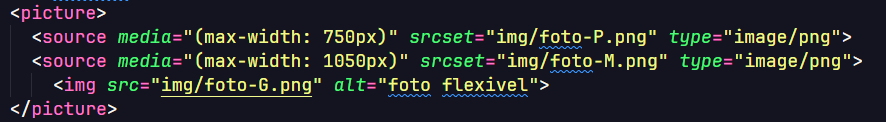 <picture>
<source media="(max-width: 750px)" srcset="img/foto-P.png" type="image/png">
<source media="(max-width: 1050px)" srcset="img/foto-M.png" type="image/png">
<img src="img/foto-G.png" alt="foto flexivel">
</picture>